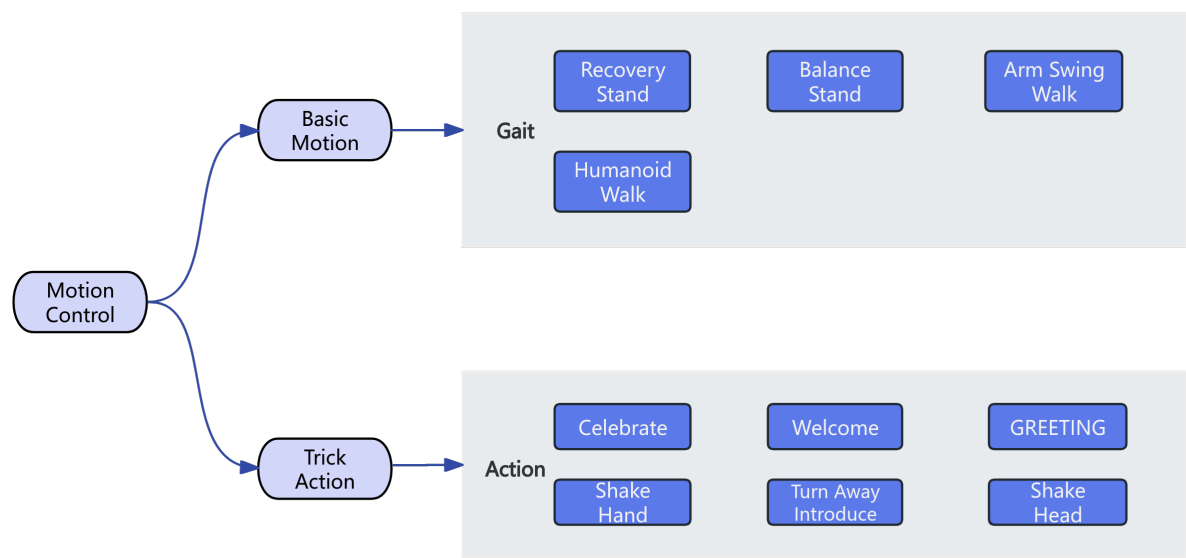 Recovery
Stand
Balance
Stand
Arm Swing
Walk
Basic
Motion
Gait
Humanoid
Walk
Motion
Control
Celebrate
Welcome
GREETING
Trick
Action
Action
Shake
Hand
Turn Away
Introduce
Shake
Head